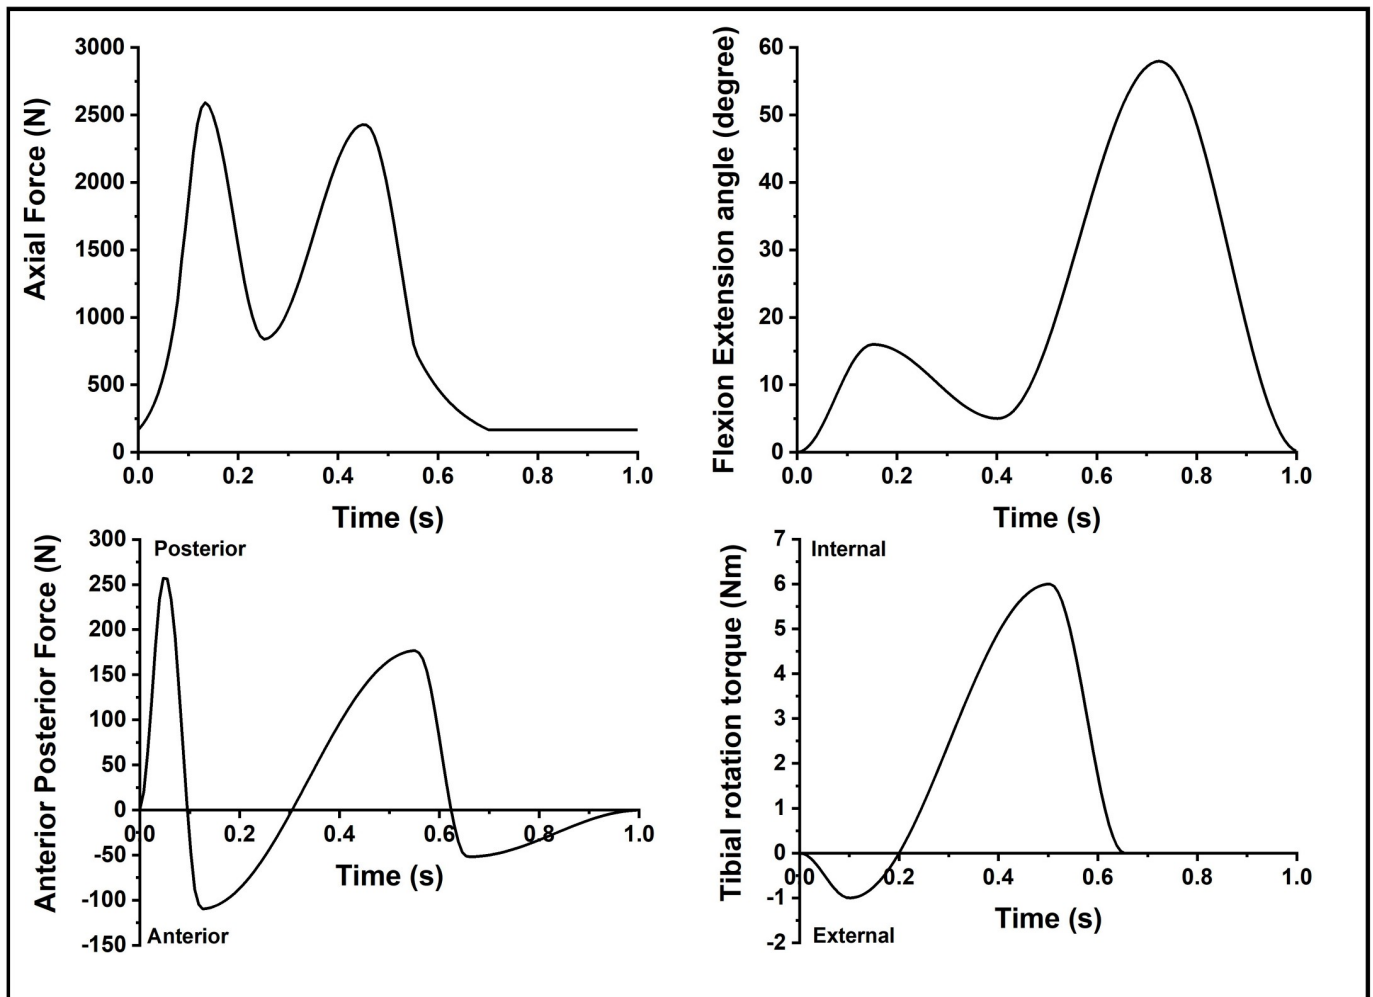 Axial Force (N)
3000
2500
2000
1500
1000
500
0
0.0 0.2 0.4 0.6 0.8 1.0
Time (s)
Flexion Extension angle (degree)
60
50
40
30
20
10
0
0.0 0.2 0.4 0.6 0.8 1.0
Time (s)
Anterior Posterior Force (N)
300
Posterior
250
200
150
100
50
0
0.0 0.2 0.4 0.6 0.8 1.0
-50
Time (s)
-100
Anterior
-150
Tibial rotation torque (Nm)
7
Internal
6
5
4
3
2
1
0
0.0 0.2 0.4 0.6 0.8 1.0
-1
Time (s)
External
-2